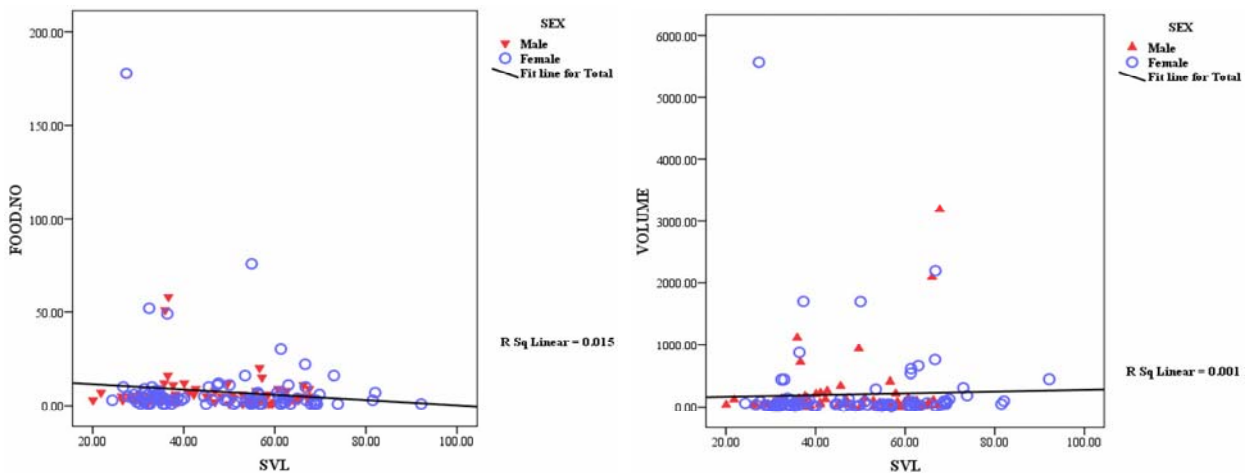 200.00
150.00
100.00
50.00
0.00
FOOD.NO
20.00 40.00 60.00 80.00 100.00
SVL
SEX
Male
Female
Fit line for Total
R Sq Linear = 0.015
6000.00
5000.00
4000.00
3000.00
2000.00
1000.00
0.00
VOLUME
20.00 40.00 60.00 80.00 100.00
SVL
SEX
Male
Female
Fit line for Total
R Sq Linear = 0.001